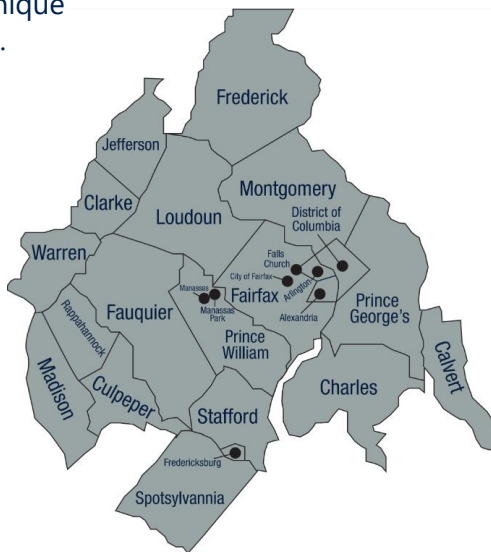 nique
.
Frederick
Jefferson
Montgomery
Clarke
District of
Columbia
Loudoun
Falls
Church
Warren
City of Fairfax
Manassas
Arlington
Fairfax
Prince
George's
Rappahannock
Fauquier
Manassas
Park
Alexandria
Prince
William
Calvert
Madison
Culpeper
Charles
Stafford
Fredericksburg
Spotsylvannia